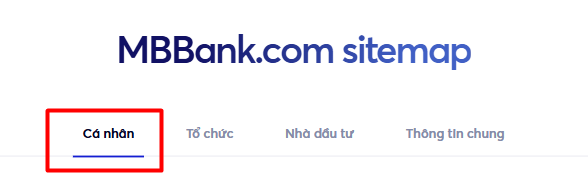 MBBank.com sitemap
Cá nhân Tổ chức Nhà đầu tư Thông tin chung